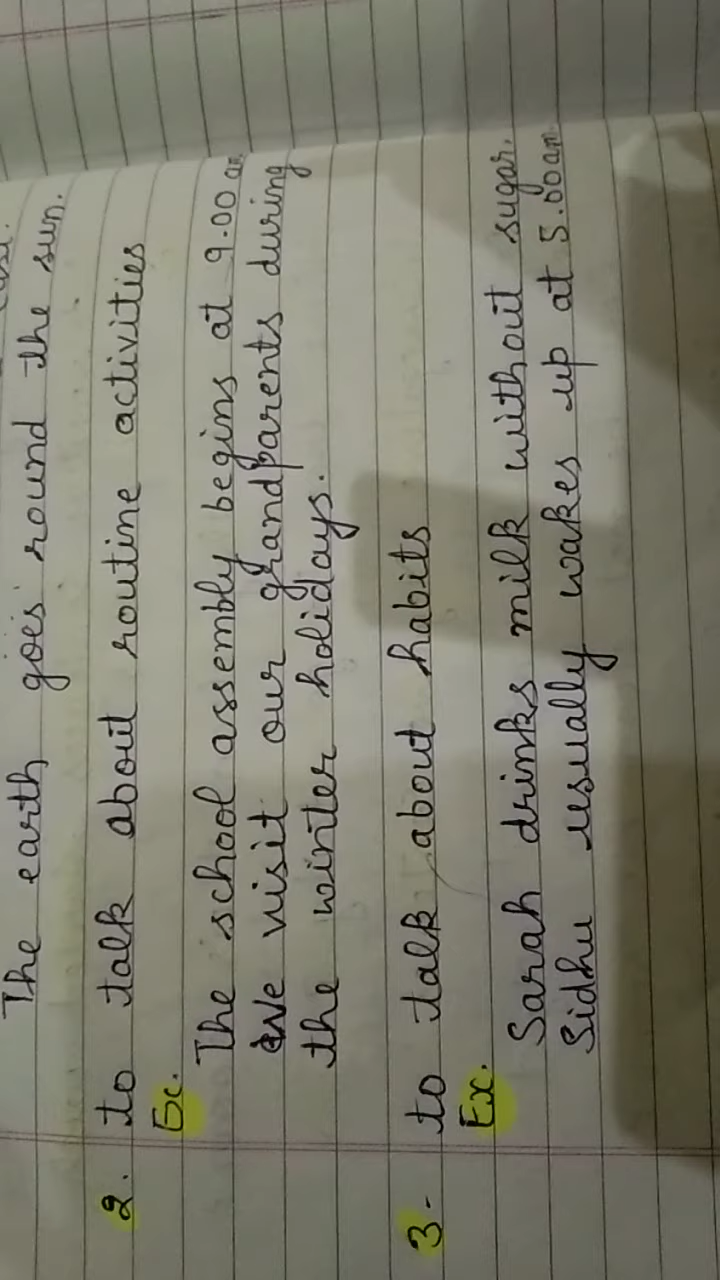 The earth goes round the sun.
2. to talk about routine activities
Ex.
The school assembly begins at 9.00 am
We visit our grandparents during
the winter holidays.
3- to talk about habits
Ex.
Sarah drinks milk without sugar.
Sidhu usually wakes up at 5.00am.